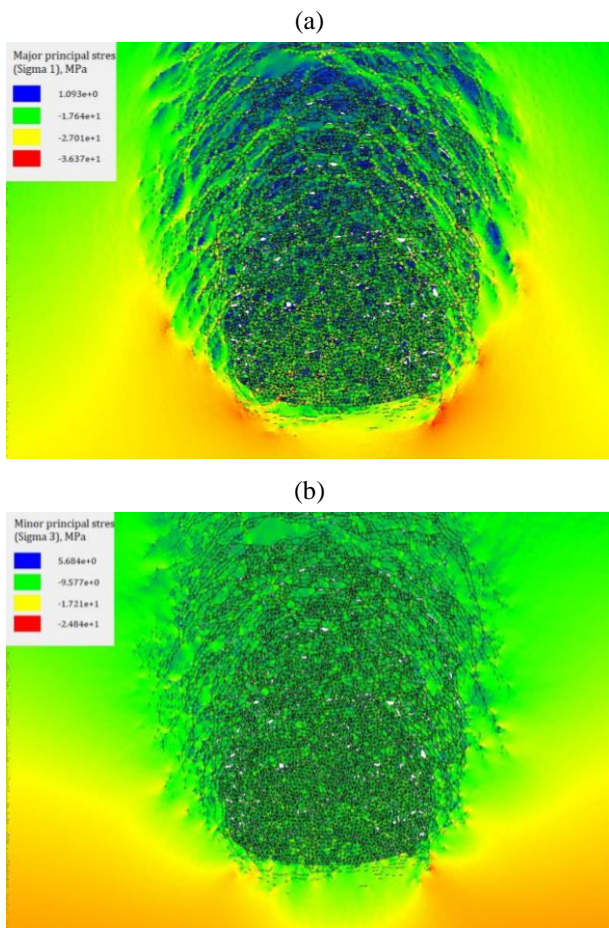 (a)
Major principal stres
(Sigma 1), MPa
1.093e+0
-1.764e+1
-2.701e+1
-3.637e+1
(b)
Minor principal stres
(Sigma 3), MPa
5.684e+0
-9.577e+0
-1.721e+1
-2.484e+1